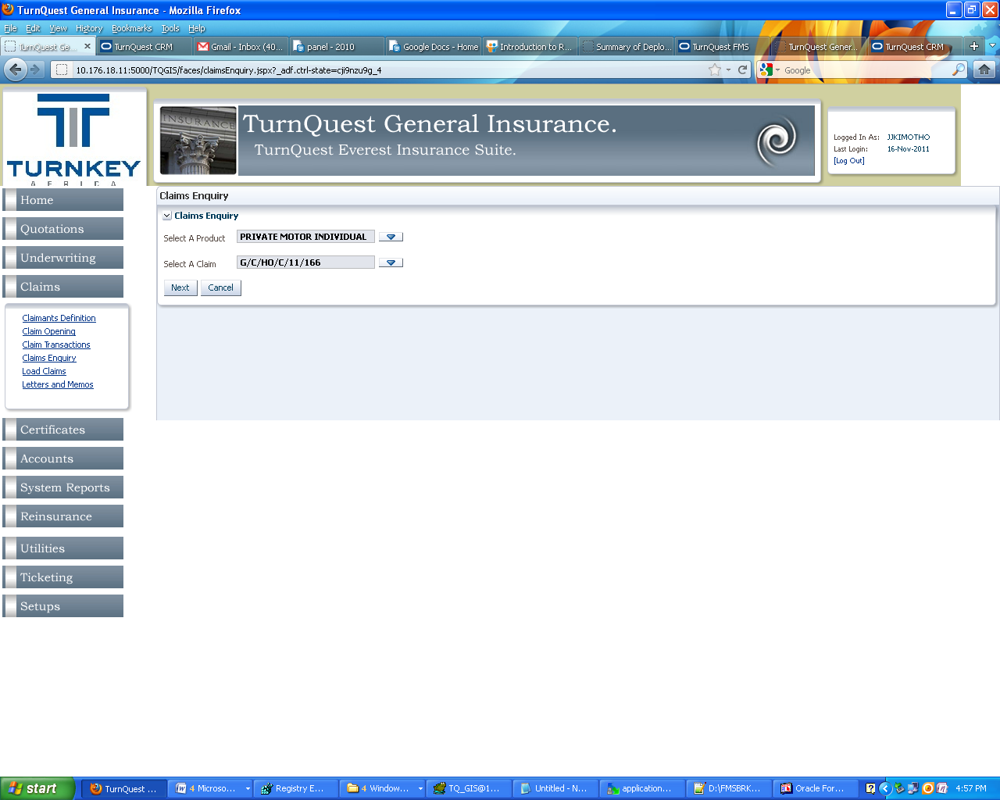 TurnQuest General Insurance - Mozilla Firefox
File Edit View History Bookmarks Tools Help
TurnQuest Ge...
TurnQuest CRM
Gmail - Inbox (40...
panel - 2010
Google Docs - Home
Introduction to R...
Summary of Deplo...
TurnQuest FMS
TurnQuest Gener...
TurnQuest CRM
10.176.18.11:5000/TQGIS/faces/claimsEnquiry.jspx?_adf.ctrl-state=cji9nzu9g_4
Google
TURNKEY
AFRICA
INSURANCE
TurnQuest General Insurance.
TurnQuest Everest Insurance Suite.
Logged In As: JJKIMOTHO
Last Login: 16-Nov-2011
[Log Out]
Home
Quotations
Underwriting
Claims
Claimants Definition
Claim Opening
Claim Transactions
Claims Enquiry
Load Claims
Letters and Memos
Certificates
Accounts
System Reports
Reinsurance
Utilities
Ticketing
Setups
Claims Enquiry
Claims Enquiry
Select A Product PRIVATE MOTOR INDIVIDUAL
Select A Claim G/C/HO/C/11/166
Next Cancel
start
TurnQuest ...
4 Microso...
Registry E...
4 Window...
TQ_GIS@1...
Untitled - N...
application...
D:\FMSBRK...
Oracle For...
4:57 PM